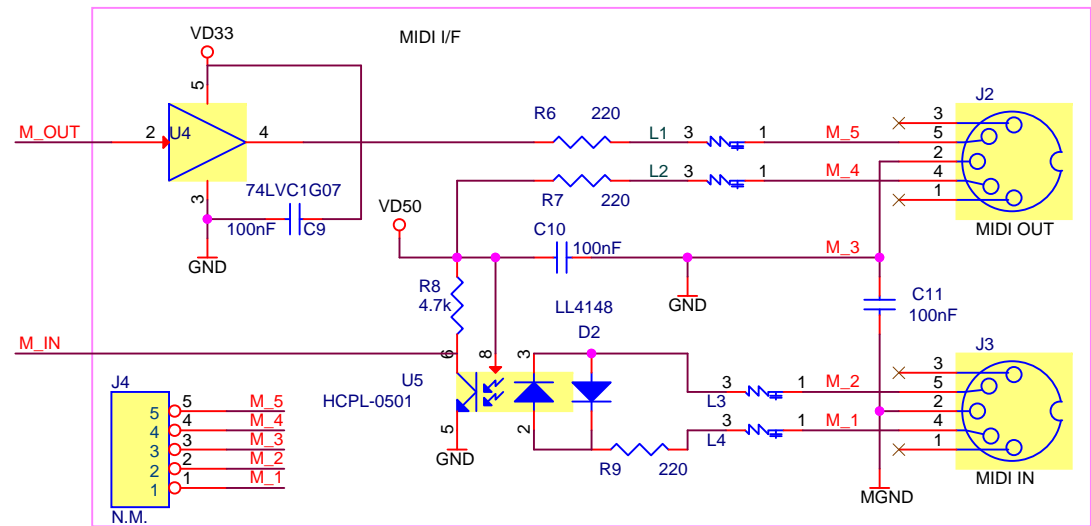 MIDI I/F
VD33
5
M_OUT 2 U4 4
3
74LVC1G07
100nF C9
GND
R6 220 L1 3 1 M_5
R7 220 L2 3 1 M_4
J2
3
5
2
4
1
MIDI OUT
VD50
C10
100nF
M_3
GND
R8
4.7k
LL4148
D2
C11
100nF
M_IN
6 8 3
U5
HCPL-0501
5 2
GND
R9 220
L3 3 1 M_2
L4 3 1 M_1
J3
3
5
2
4
1
MIDI IN
MGND
J4
5 5 M_5
4 4 M_4
3 3 M_3
2 2 M_2
1 1 M_1
N.M.